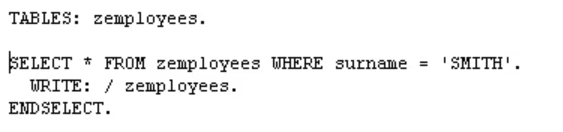 TABLES: zemployees.
SELECT * FROM zemployees WHERE surname = 'SMITH'.
WRITE: / zemployees.
ENDSELECT.